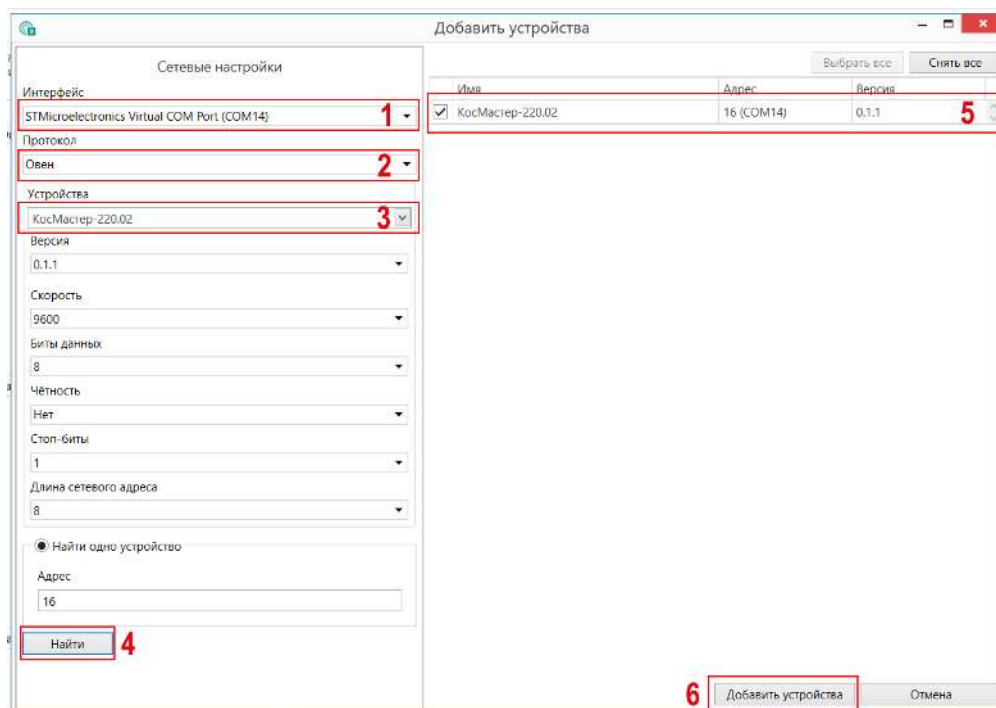 Добавить устройства
Сетевые настройки
Интерфейс
STMicroelectronics Virtual COM Port (COM14)
1
Протокол
Овен
2
Устройства
КосМастер-220.02
3
Версия
0.1.1
Скорость
9600
Биты данных
8
Чётность
Нет
Стоп-биты
1
Длина сетевого адреса
8
Найти одно устройство
Адрес
16
Найти
4
Выбрать все
Снять все
Имя
Адрес
Версия
КосМастер-220.02
16 (COM14)
0.1.1
5
6
Добавить устройства
Отмена